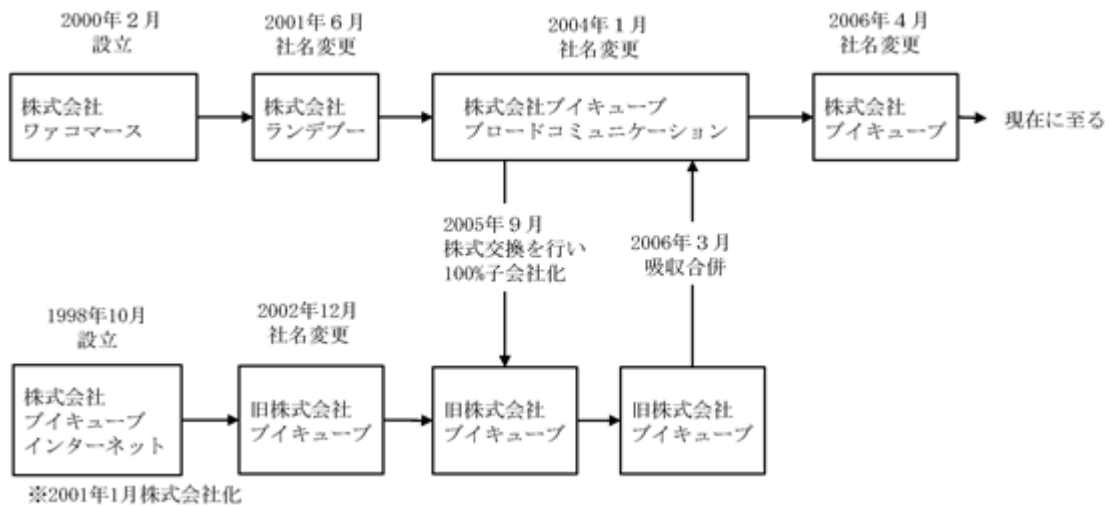 2000年２月
設立
2001年６月
社名変更
2004年１月
社名変更
2006年４月
社名変更
株式会社
ワァコマース
株式会社
ランデブー
株式会社ブイキューブ
ブロードコミュニケーション
株式会社
ブイキューブ
現在に至る
2005年９月
株式交換を行い
100%子会社化
2006年３月
吸収合併
1998年10月
設立
2002年12月
社名変更
株式会社
ブイキューブ
インターネット
旧株式会社
ブイキューブ
旧株式会社
ブイキューブ
旧株式会社
ブイキューブ
※2001年1月株式会社化